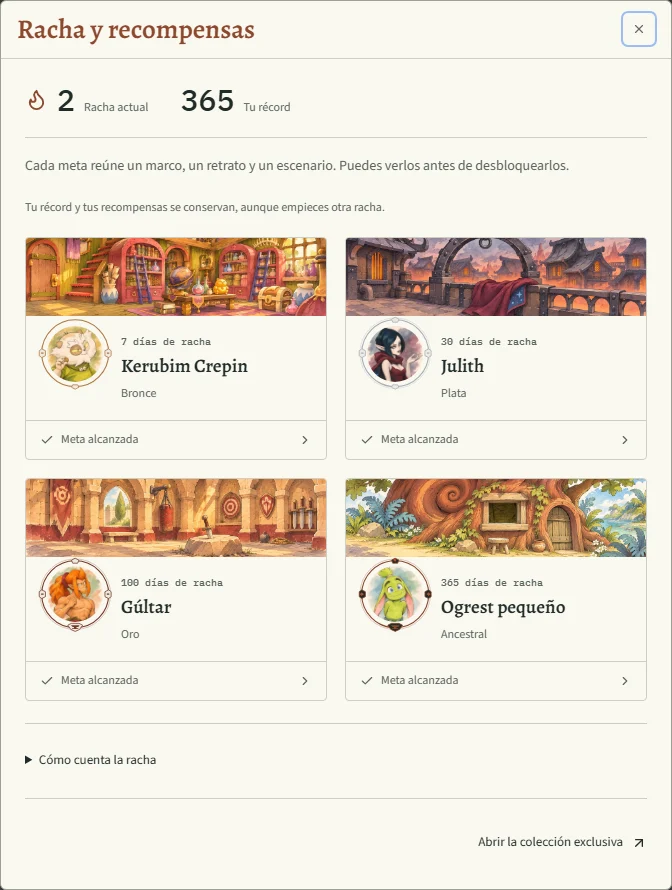 Racha y recompensas
2 Racha actual 365 Tu récord
Cada meta reúne un marco, un retrato y un escenario. Puedes verlos antes de desbloquearlos.
Tu récord y tus recompensas se conservan, aunque empieces otra racha.
7 días de racha
Kerubim Crepin
Bronce
Meta alcanzada
30 días de racha
Julith
Plata
Meta alcanzada
100 días de racha
Gúltar
Oro
Meta alcanzada
365 días de racha
Ogrest pequeño
Ancestral
Meta alcanzada
Cómo cuenta la racha
Abrir la colección exclusiva